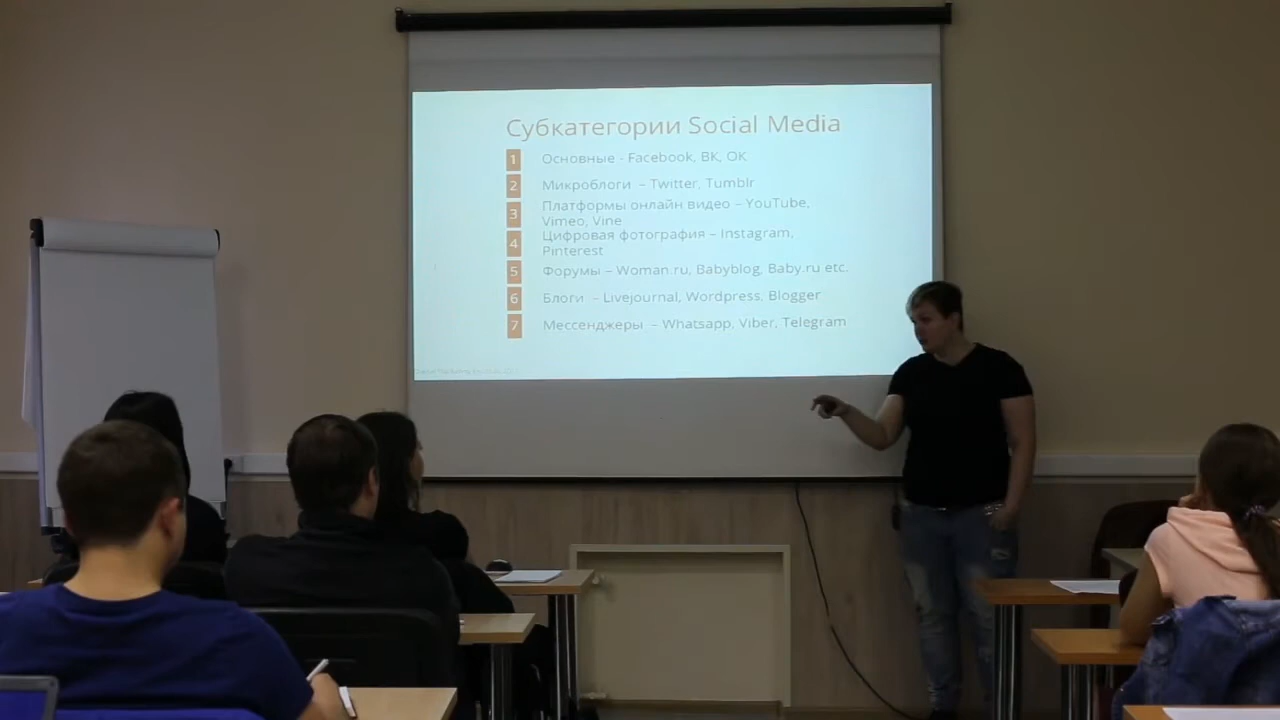 Субкатегории Social Media
1 Основные - Facebook, ВК, ОК
2 Микроблоги – Twitter, Tumblr
3 Платформы онлайн видео – YouTube,
Vimeo, Vine
4 Цифровая фотография – Instagram,
Pinterest
5 Форумы – Woman.ru, Babyblog, Baby.ru etc.
6 Блоги – Livejournal, Wordpress, Blogger
7 Мессенджеры – Whatsapp, Viber, Telegram